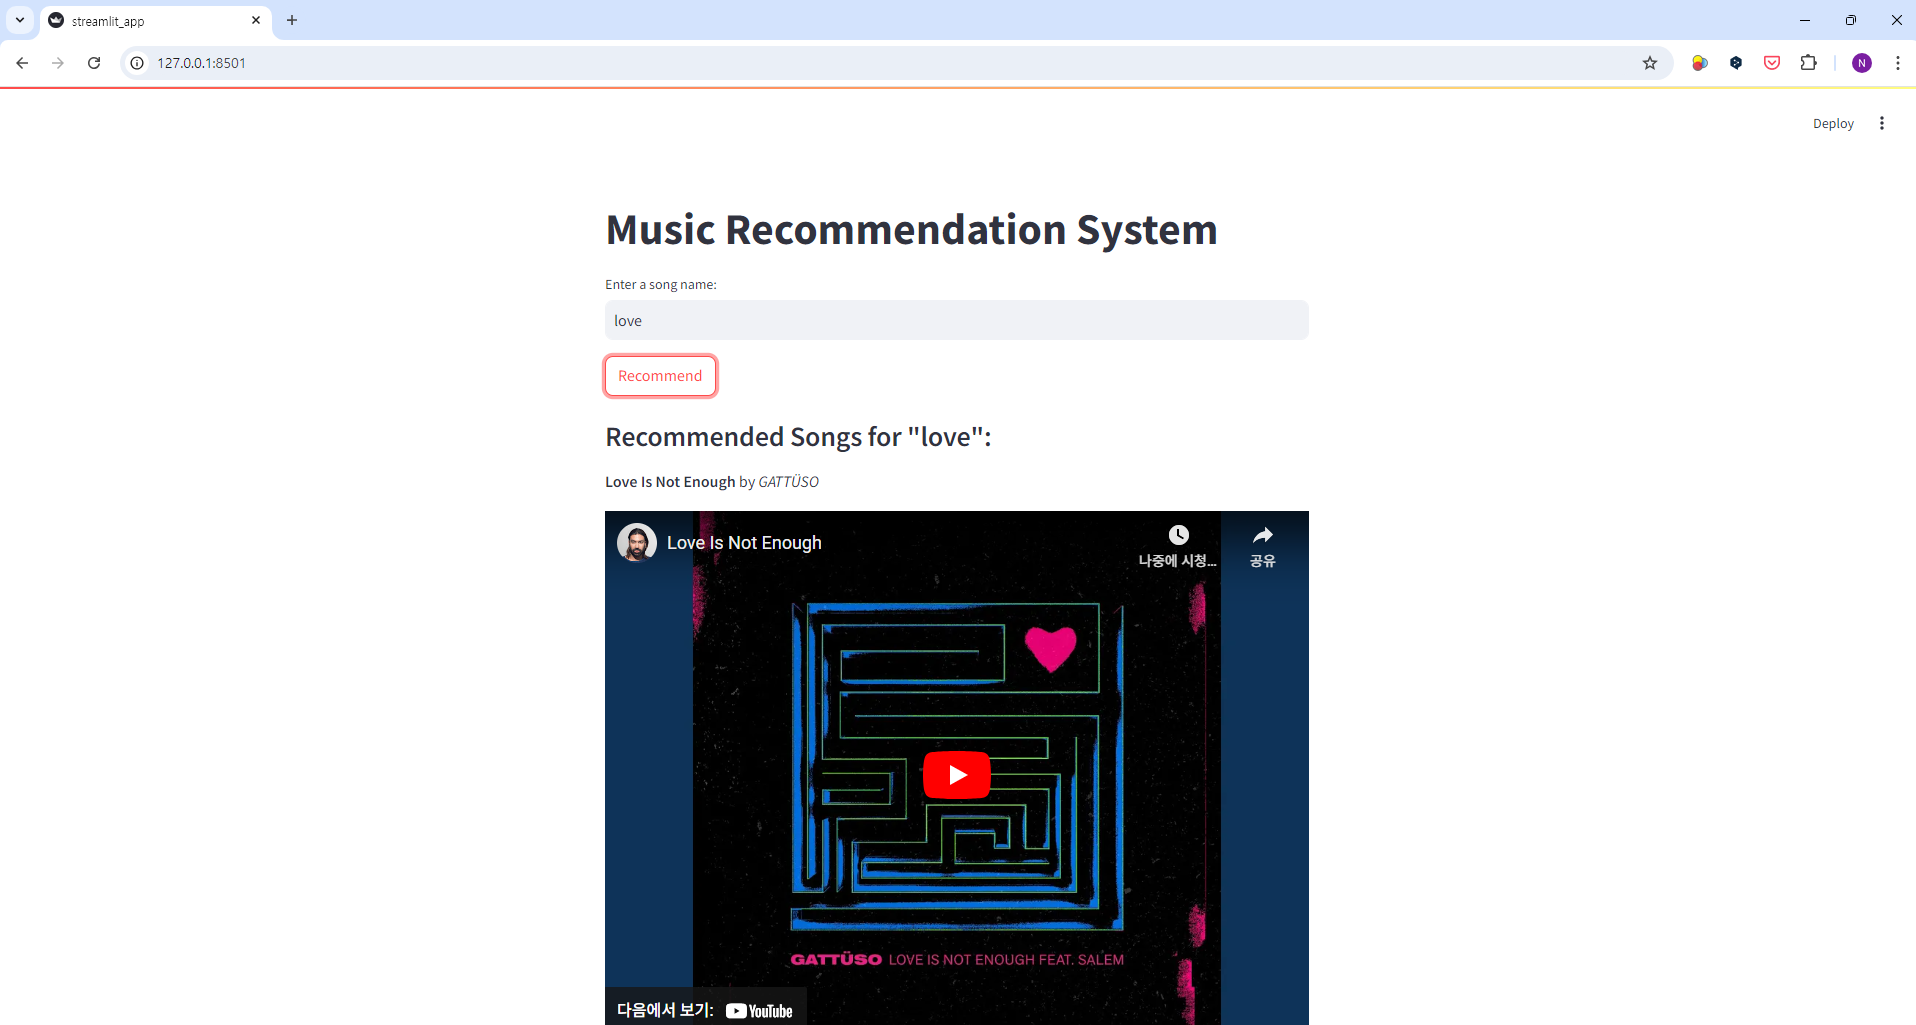 streamlit_app
127.0.0.1:8501
N
Deploy
Music Recommendation System
Enter a song name:
love
Recommend
Recommended Songs for "love":
Love Is Not Enough by GATTÜSO
Love Is Not Enough
나중에 시청...
공유
GATTÜSO LOVE IS NOT ENOUGH FEAT. SALEM
다음에서 보기: YouTube